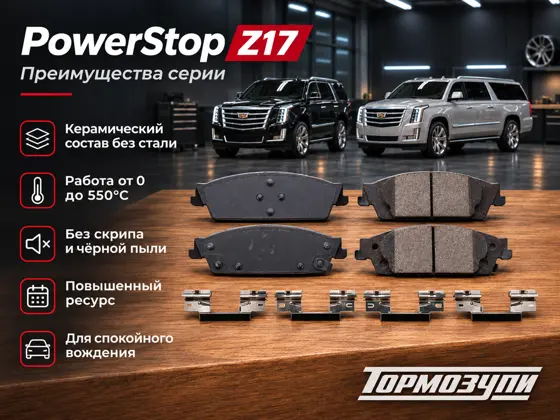 PowerStop Z17
Преимущества серии
Керамический
состав без стали
Работа от 0
до 550°C
Без скрипа
и чёрной пыли
Повышенный
ресурс
Для спокойного
вождения
ТОРМОЗУПИ